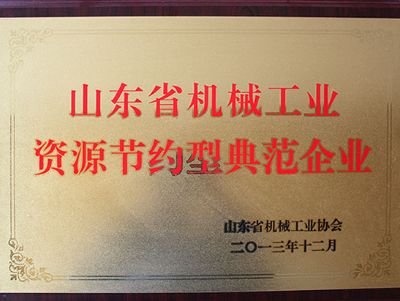 山东省机械工业
资源节约型典范企业
山东省机械工业协会
二〇一三年十二月